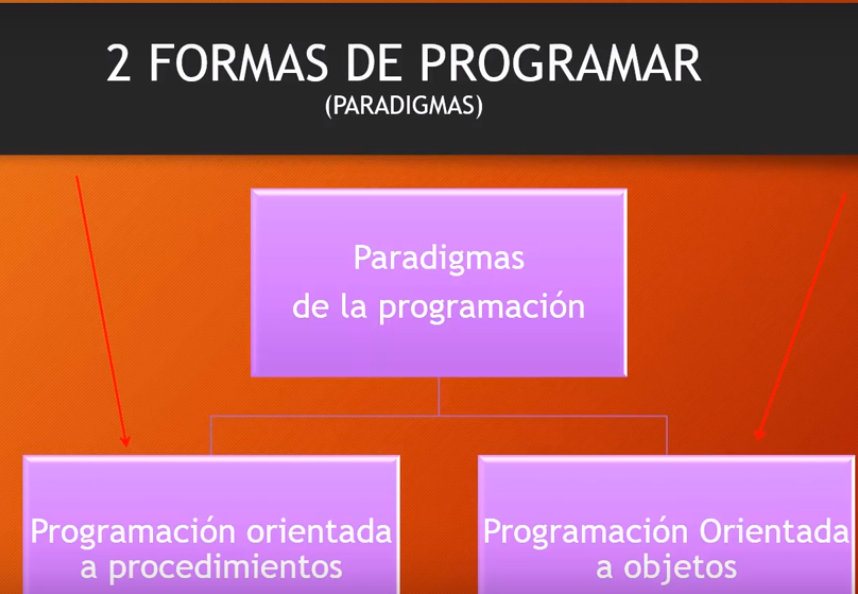 2 FORMAS DE PROGRAMAR
(PARADIGMAS)
Paradigmas
de la programación
Programación orientada
a procedimientos
Programación Orientada
a objetos